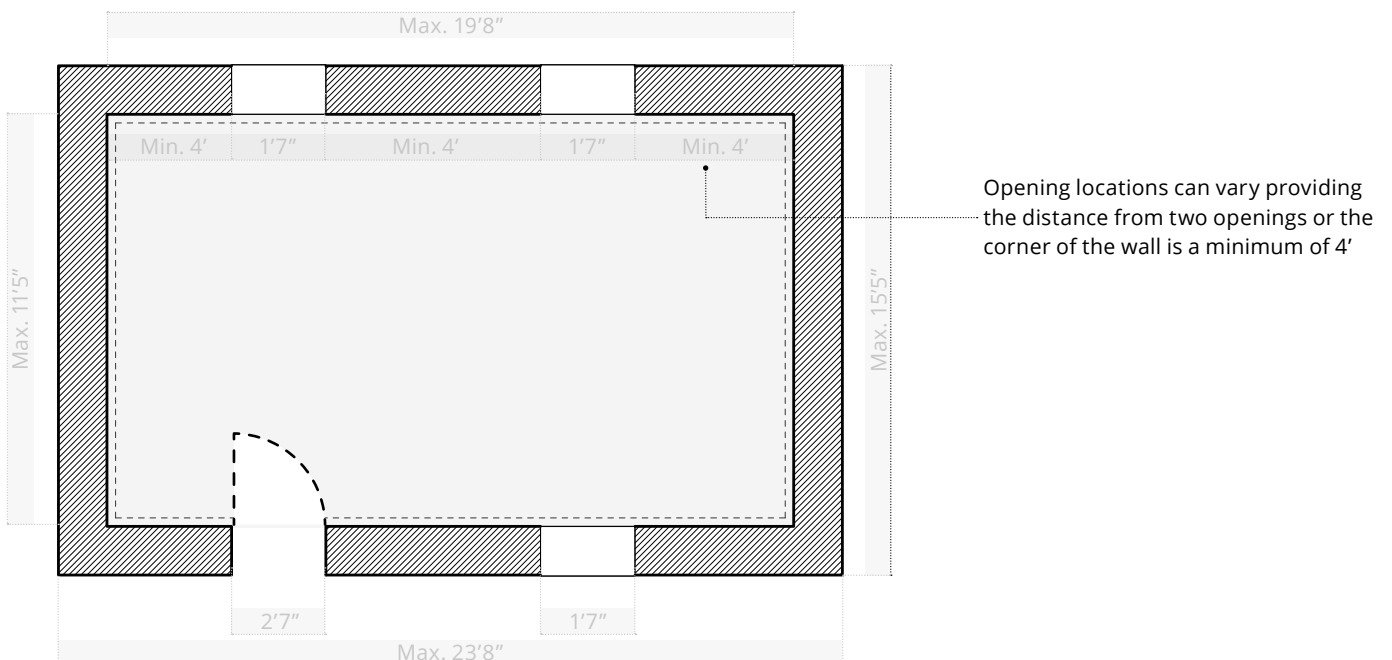 Max. 19’8”
Min. 4’ 1’7” Min. 4’ 1’7” Min. 4’
Opening locations can vary providing
the distance from two openings or the
corner of the wall is a minimum of 4’
Max. 11’5”
Max. 15’5”
2’7” 1’7”
Max. 23’8”